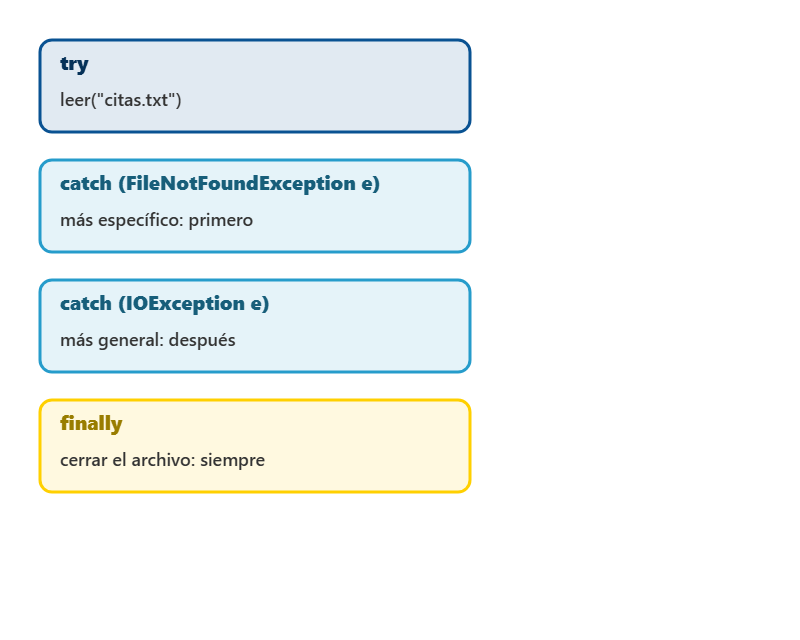 try
leer("citas.txt")
catch (FileNotFoundException e)
más específico: primero
catch (IOException e)
más general: después
finally
cerrar el archivo: siempre